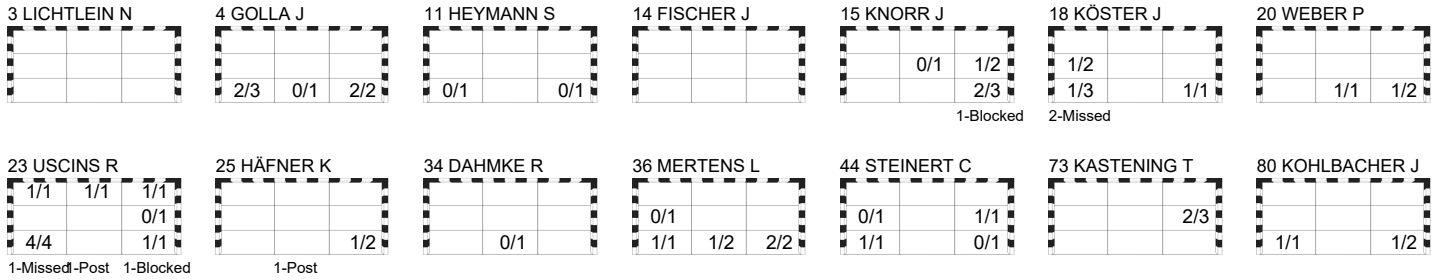 3 LICHTLEIN N 4 GOLLA J 11 HEYMANN S 14 FISCHER J 15 KNORR J 18 KÖSTER J 20 WEBER P
0/1 1/2 1/2
2/3 0/1 2/2 0/1 0/1 2/3 1/3 1/1 1/1 1/2
1-Blocked 2-Missed
23 USCINS R 25 HÄFNER K 34 DAHMKE R 36 MERTENS L 44 STEINERT C 73 KASTENING T 80 KOHLBACHER J
1/1 1/1 1/1
0/1 0/1 0/1 1/1 2/3
4/4 1/1 1/2 0/1 1/1 1/2 2/2 1/1 0/1 1/1 1/2
1-Missed 1-Post 1-Blocked 1-Post